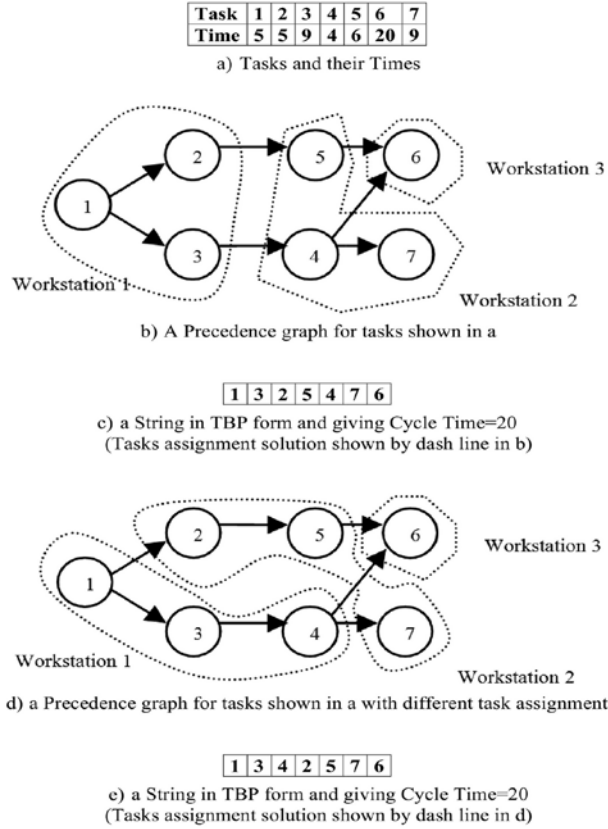 Task 1 2 3 4 5 6 7
Time 5 5 9 4 6 20 9
a) Tasks and their Times
2 5 6
Workstation 3
1
3 4 7
Workstation 1
Workstation 2
b) A Precedence graph for tasks shown in a
1 3 2 5 4 7 6
c) a String in TBP form and giving Cycle Time=20
(Tasks assignment solution shown by dash line in b)
2 5 6
Workstation 3
1
3 4 7
Workstation 1
Workstation 2
d) a Precedence graph for tasks shown in a with different task assignment
1 3 4 2 5 7 6
e) a String in TBP form and giving Cycle Time=20
(Tasks assignment solution shown by dash line in d)